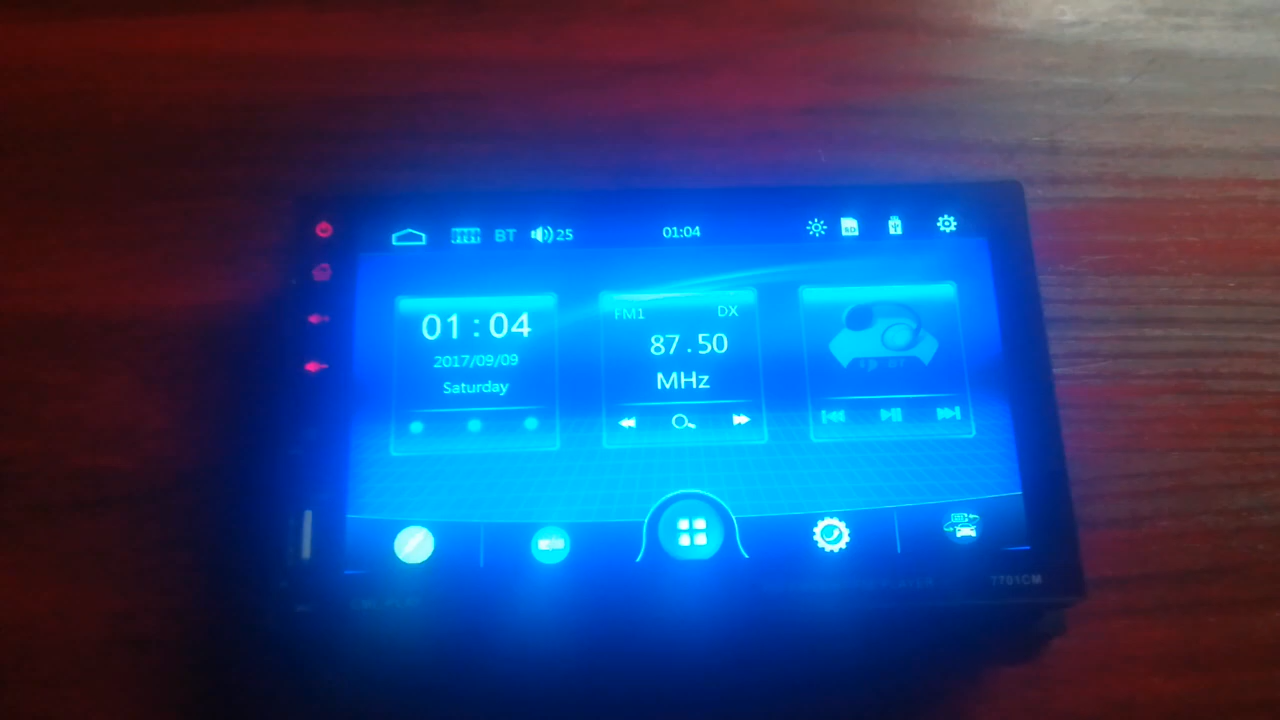 BT 25 01:04
SD
01:04
2017/09/09
Saturday
FM1 DX
87.50
MHz
7701CM